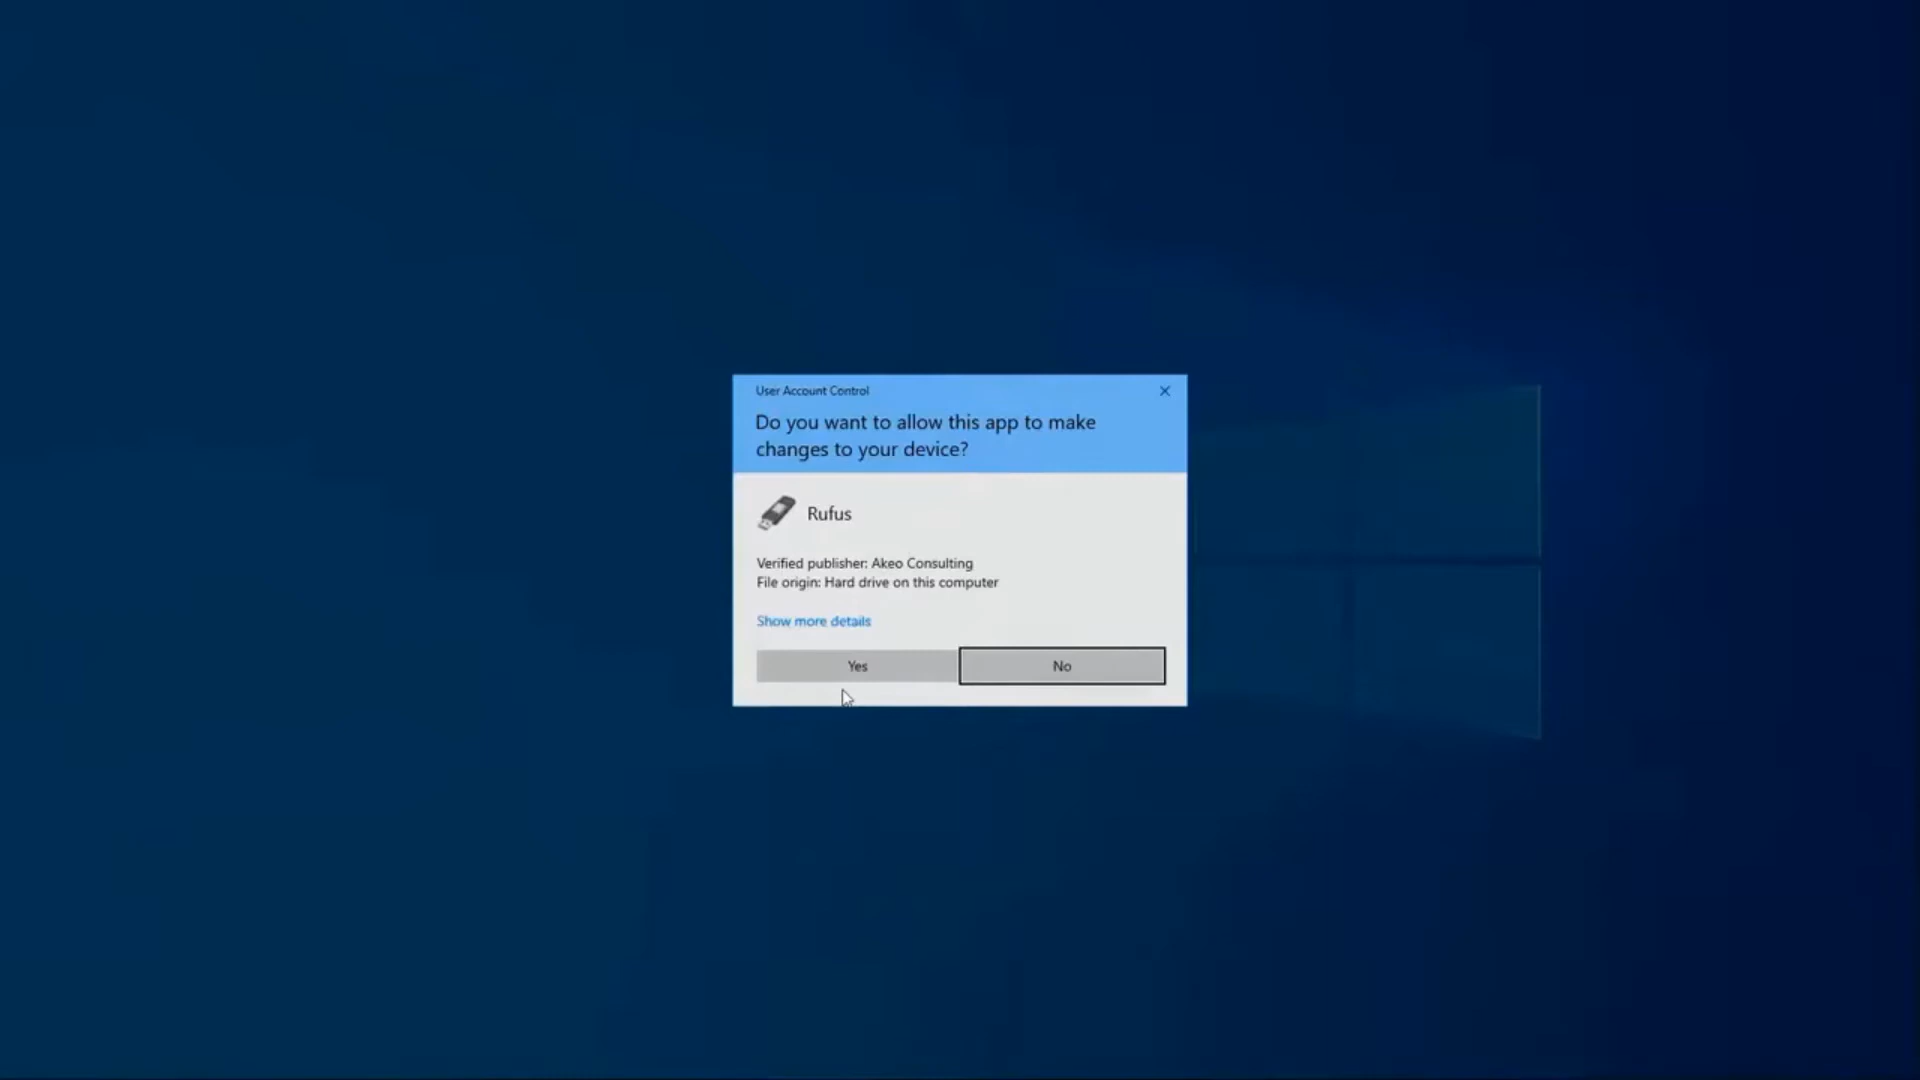 User Account Control
Do you want to allow this app to make
changes to your device?
Rufus
Verified publisher: Akeo Consulting
File origin: Hard drive on this computer
Show more details
Yes
No